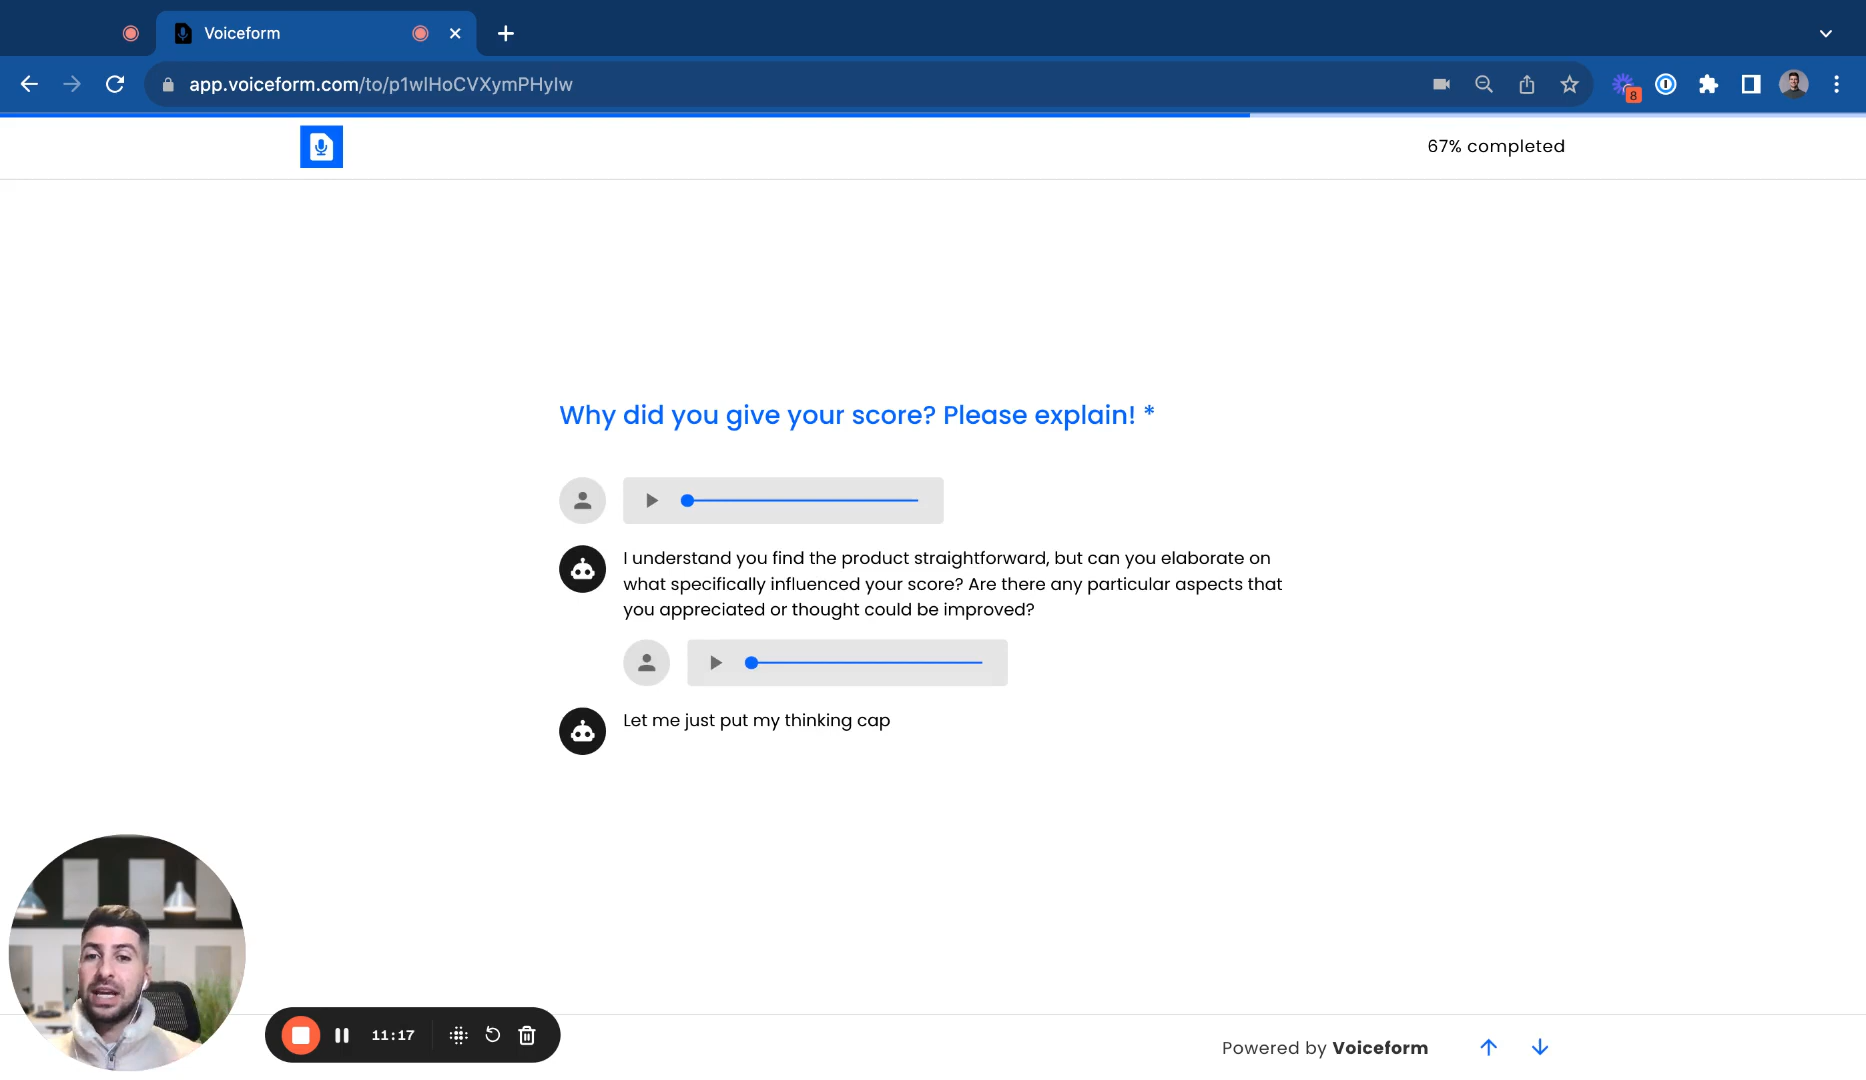 Voiceform
app.voiceform.com/to/p1wlHoCVXymPHylw
8
67% completed
Why did you give your score? Please explain! *
I understand you find the product straightforward, but can you elaborate on
what specifically influenced your score? Are there any particular aspects that
you appreciated or thought could be improved?
Let me just put my thinking cap
11:17
Powered by Voiceform